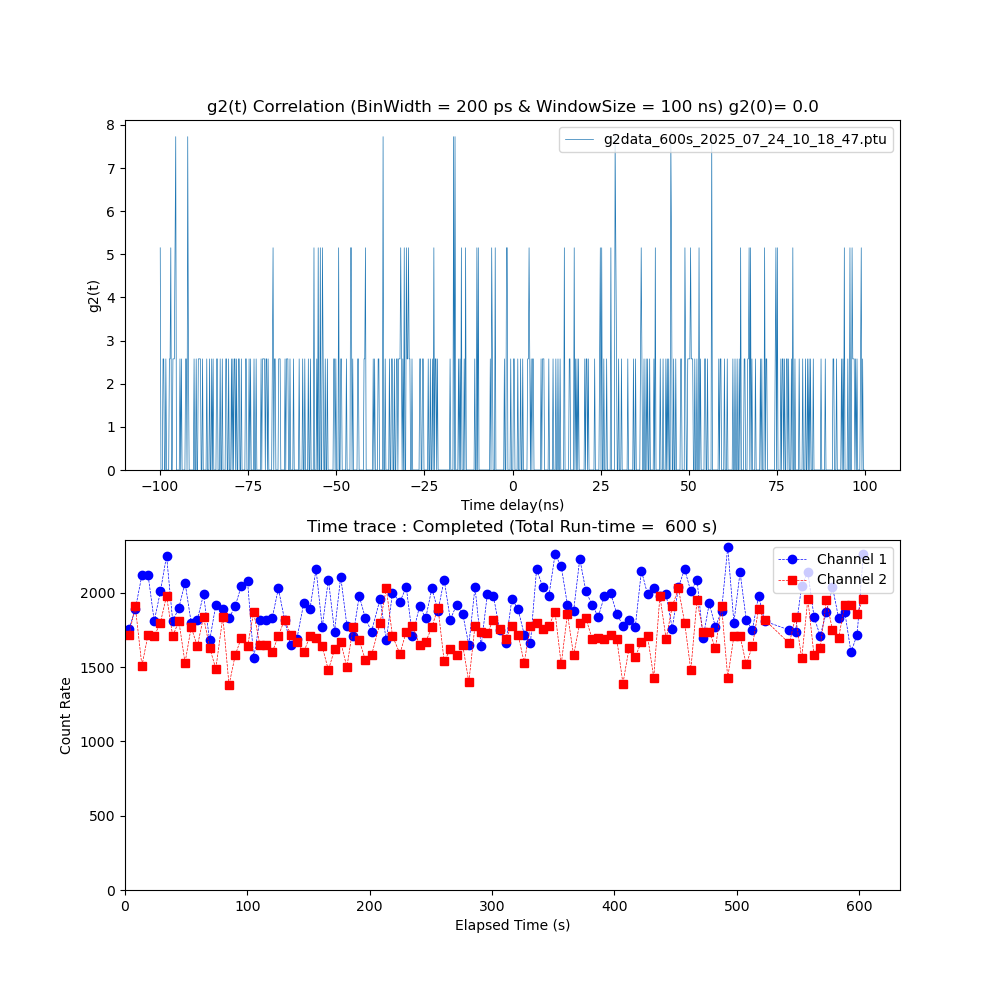 g2(t) Correlation (BinWidth = 200 ps & WindowSize = 100 ns) g2(0)= 0.0
g2data_600s_2025_07_24_10_18_47.ptu
8
7
6
5
4
3
2
1
0
g2(t)
−100 −75 −50 −25 0 25 50 75 100
Time delay(ns)
Time trace : Completed (Total Run-time =  600 s)
Channel 1
Channel 2
2000
1500
1000
500
0
Count Rate
0 100 200 300 400 500 600
Elapsed Time (s)